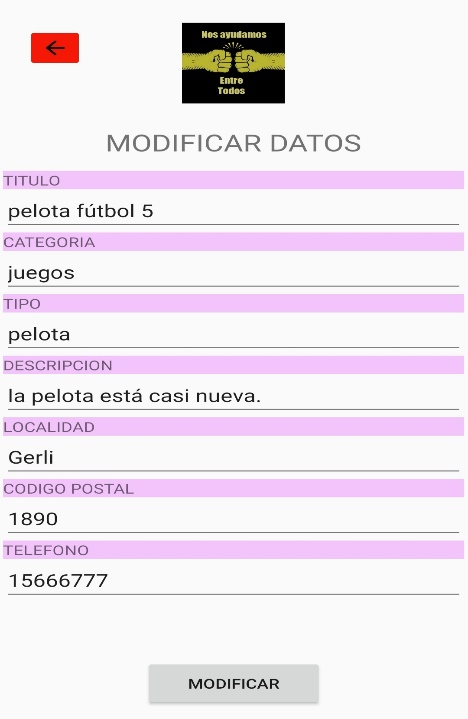 Nos ayudamos
Entre
Todos
MODIFICAR DATOS
TITULO
pelota fútbol 5
CATEGORIA
juegos
TIPO
pelota
DESCRIPCION
la pelota está casi nueva.
LOCALIDAD
Gerli
CODIGO POSTAL
1890
TELEFONO
15666777
MODIFICAR